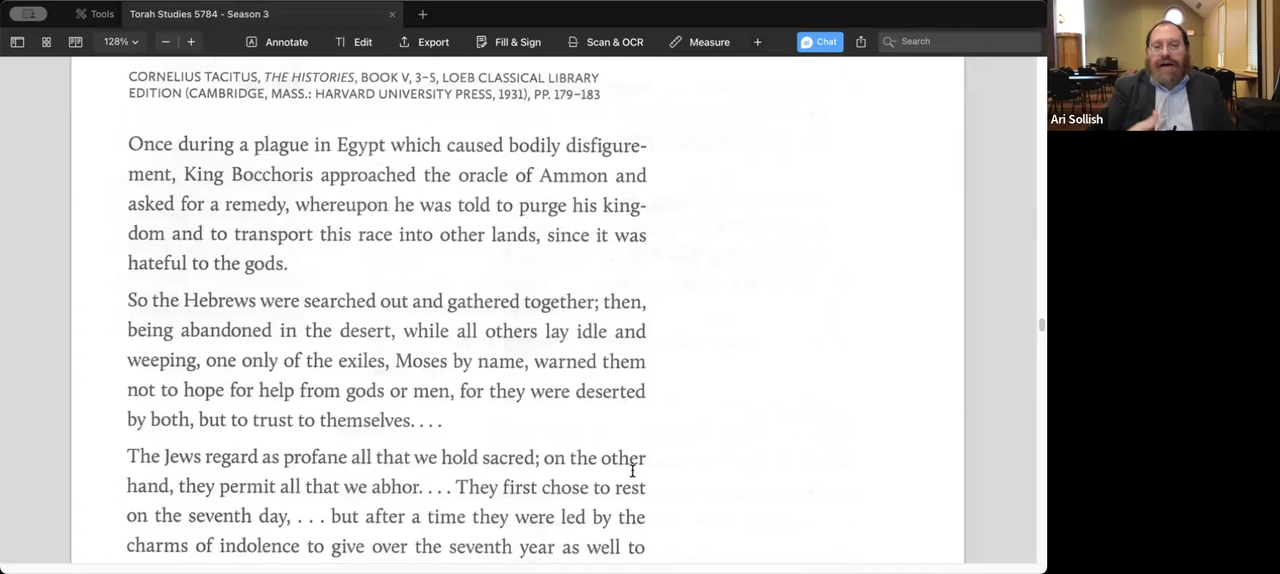 Tools
Torah Studies 5784 - Season 3
128%
Annotate
Edit
Export
Fill & Sign
Scan & OCR
Measure
Chat
Search
Ari Sollish
CORNELIUS TACITUS, THE HISTORIES, BOOK V, 3–5, LOEB CLASSICAL LIBRARY
EDITION (CAMBRIDGE, MASS.: HARVARD UNIVERSITY PRESS, 1931), PP. 179–183
Once during a plague in Egypt which caused bodily disfigure-
ment, King Bocchoris approached the oracle of Ammon and
asked for a remedy, whereupon he was told to purge his king-
dom and to transport this race into other lands, since it was
hateful to the gods.
So the Hebrews were searched out and gathered together; then,
being abandoned in the desert, while all others lay idle and
weeping, one only of the exiles, Moses by name, warned them
not to hope for help from gods or men, for they were deserted
by both, but to trust to themselves. . . .
The Jews regard as profane all that we hold sacred; on the other
hand, they permit all that we abhor. . . . They first chose to rest
on the seventh day, . . . but after a time they were led by the
charms of indolence to give over the seventh year as well to